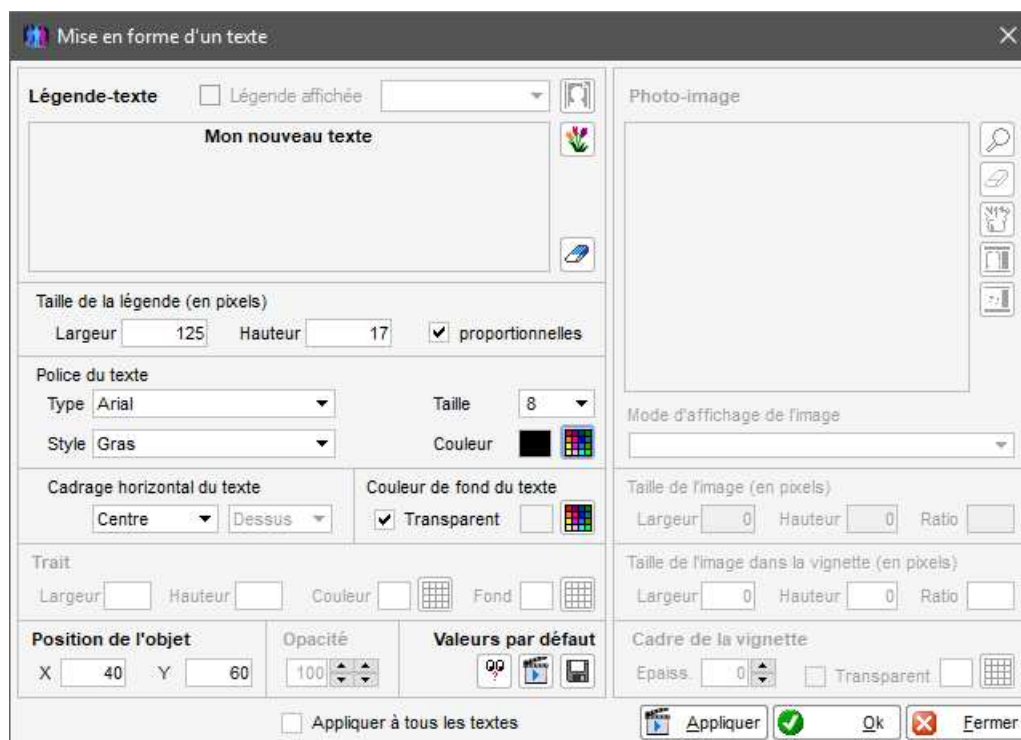 Mise en forme d'un texte
Légende-texte
Légende affichée
Mon nouveau texte
Taille de la légende (en pixels)
Largeur 125 Hauteur 17 proportionnelles
Police du texte
Type Arial Taille 8
Style Gras Couleur
Cadrage horizontal du texte
Centre Dessus
Couleur de fond du texte
Transparent
Trait
Largeur Hauteur Couleur Fond
Position de l'objet
X 40 Y 60
Opacité
100
Valeurs par défaut
Photo-image
Mode d'affichage de l'image
Taille de l'image (en pixels)
Largeur 0 Hauteur 0 Ratio
Taille de l'image dans la vignette (en pixels)
Largeur 0 Hauteur 0 Ratio
Cadre de la vignette
Epaiss. 0 Transparent
Appliquer à tous les textes
Appliquer Ok Fermer